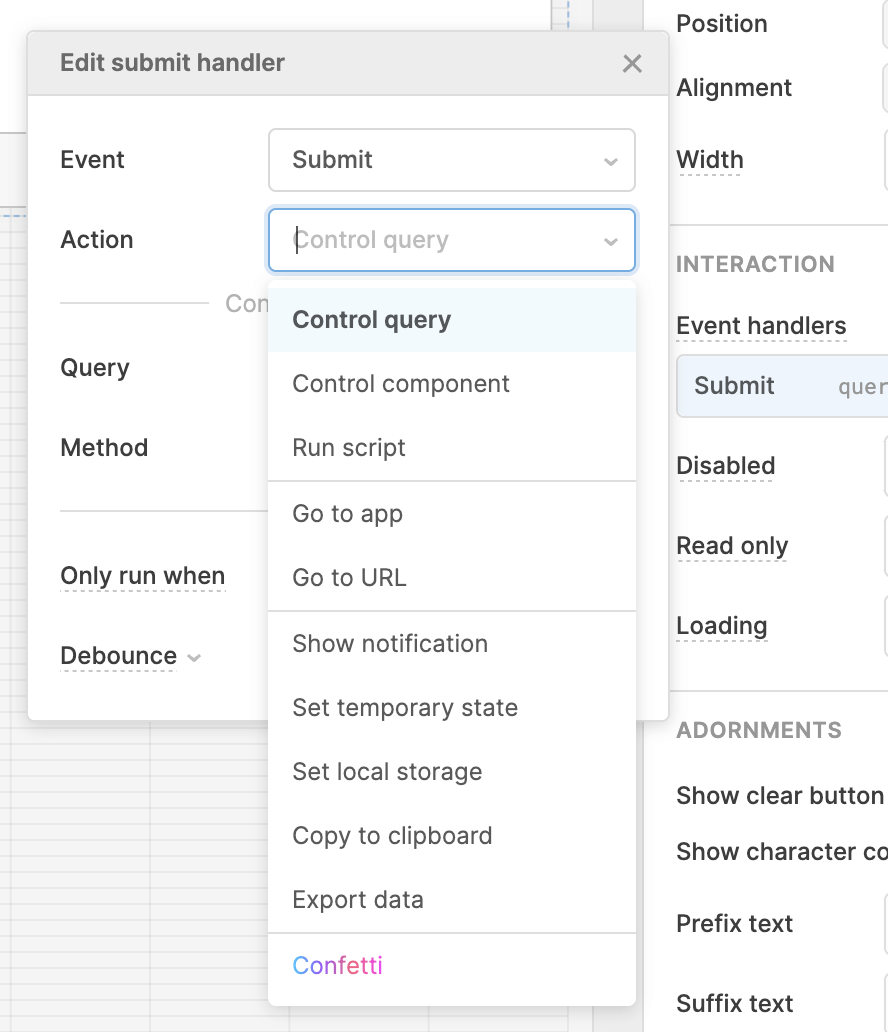 Edit submit handler
Event
Submit
Action
Control query
Con
Query
Method
Only run when
Debounce
Control query
Control component
Run script
Go to app
Go to URL
Show notification
Set temporary state
Set local storage
Copy to clipboard
Export data
Confetti
Position
Alignment
Width
INTERACTION
Event handlers
Submit quer
Disabled
Read only
Loading
ADORNMENTS
Show clear button
Show character co
Prefix text
Suffix text